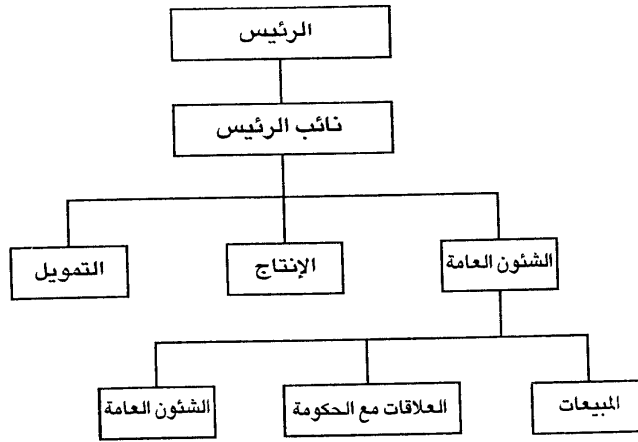 الرئيس
نائب الرئيس
الشئون العامة
الإنتاج
التمويل
المبيعات
العلاقات مع الحكومة
الشئون العامة